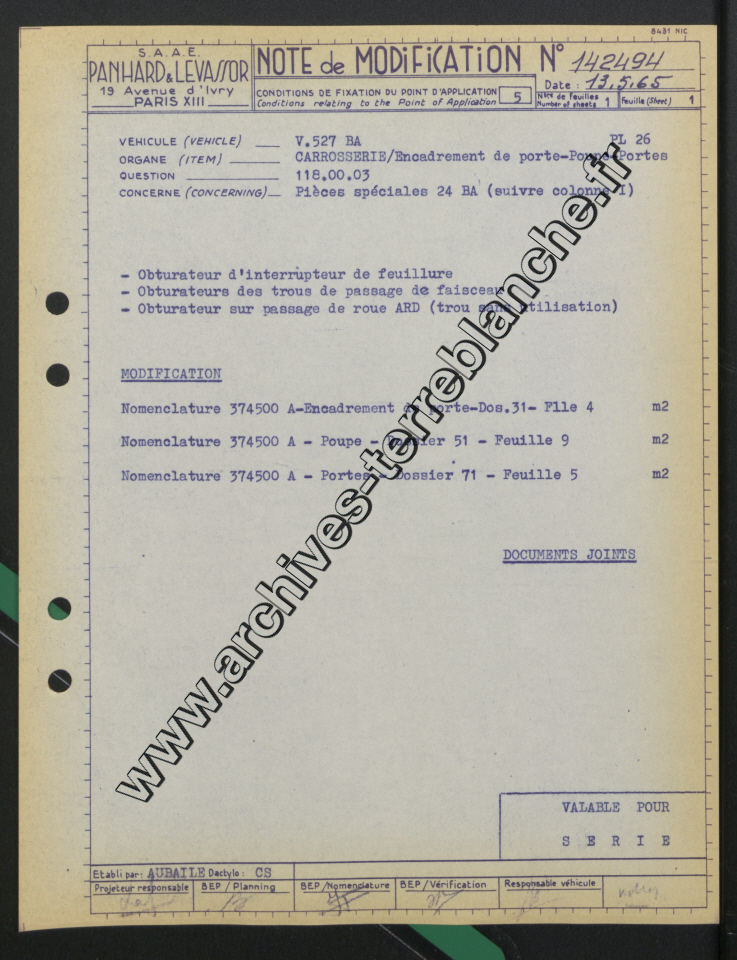 8431 NIC
S.A.A.E.
PANHARD & LEVASSOR
19 Avenue d'Ivry
PARIS XIII
NOTE de MODIFICATION N° 142494
CONDITIONS DE FIXATION DU POINT D'APPLICATION
Conditions relating to the Point of Application
5
Date : 13.5.65
Nbre de Feuilles
Number of sheets 1
Feuille (Sheet) 1
VEHICULE (VEHICLE) V.527 BA PL 26
ORGANE (ITEM) CARROSSERIE/Encadrement de porte-Poupe-Portes
QUESTION 118.00.03
CONCERNE (CONCERNING) Pièces spéciales 24 BA (suivre colonne I)
- Obturateur d'interrupteur de feuillure
- Obturateurs des trous de passage de faisceau
- Obturateur sur passage de roue ARD (trou sans utilisation)
MODIFICATION
Nomenclature 374500 A-Encadrement de porte-Dos.31- Flle 4 m2
Nomenclature 374500 A - Poupe - Dossier 51 - Feuille 9 m2
Nomenclature 374500 A - Portes - Dossier 71 - Feuille 5 m2
DOCUMENTS JOINTS
www.archives-terreblanche.fr
VALABLE POUR
S E R I E
Etabli par: AUBAILE Dactylo: CS
Projeteur responsable
BEP / Planning
BEP / Nomenclature
BEP / Vérification
Responsable véhicule